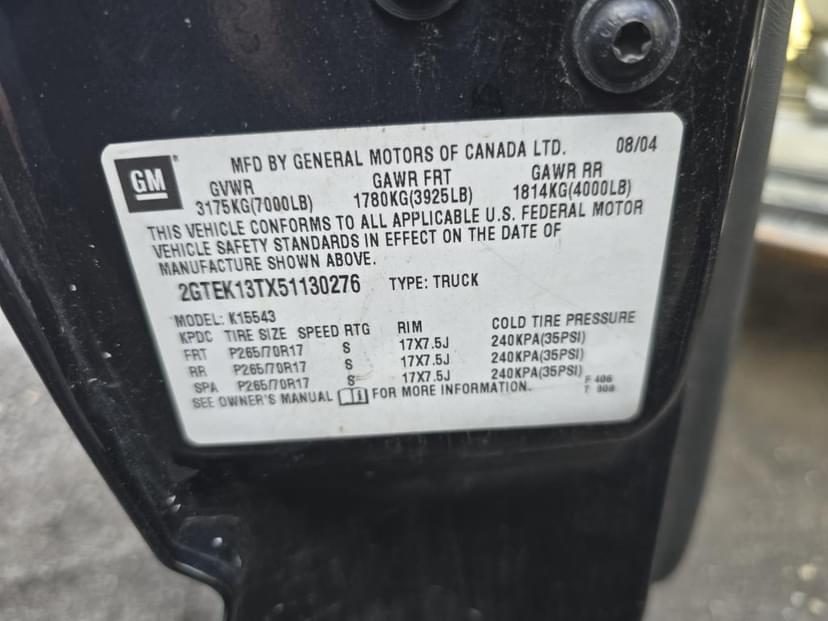 GM
MFD BY GENERAL MOTORS OF CANADA LTD. 08/04
GVWR GAWR FRT GAWR RR
3175KG(7000LB) 1780KG(3925LB) 1814KG(4000LB)
THIS VEHICLE CONFORMS TO ALL APPLICABLE U.S. FEDERAL MOTOR
VEHICLE SAFETY STANDARDS IN EFFECT ON THE DATE OF
MANUFACTURE SHOWN ABOVE.
2GTEK13TX51130276 TYPE: TRUCK
MODEL: K15543
KPDC TIRE SIZE SPEED RTG RIM COLD TIRE PRESSURE
FRT P265/70R17 S 17X7.5J 240KPA(35PSI)
RR P265/70R17 S 17X7.5J 240KPA(35PSI)
SPA P265/70R17 S 17X7.5J 240KPA(35PSI)
SEE OWNER'S MANUAL FOR MORE INFORMATION.